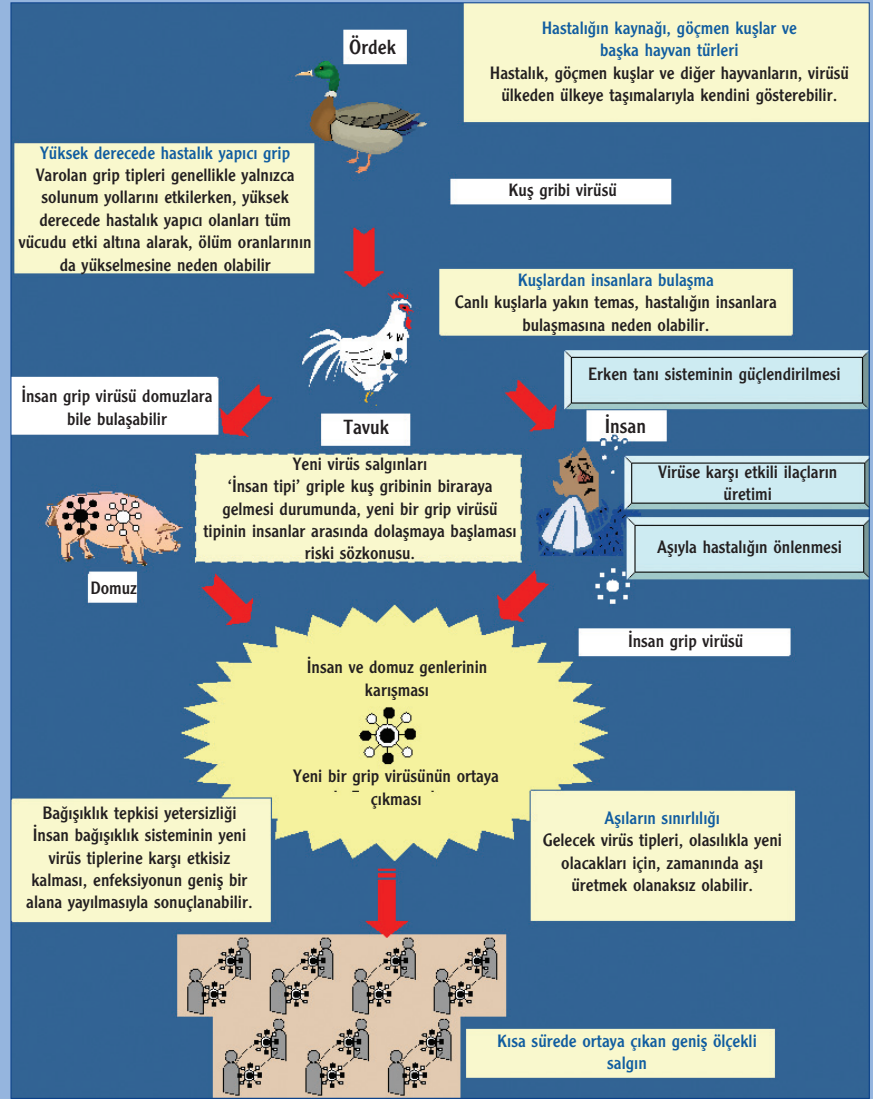 Ördek
Hastalığın kaynağı, göçmen kuşlar ve
başka hayvan türleri
Hastalık, göçmen kuşlar ve diğer hayvanların, virüsü
ülkeden ülkeye taşımalarıyla kendini gösterebilir.
Yüksek derecede hastalık yapıcı grip
Varolan grip tipleri genellikle yalnızca
solunum yollarını etkilerken, yüksek
derecede hastalık yapıcı olanları tüm
vücudu etki altına alarak, ölüm oranlarının
da yükselmesine neden olabilir
Kuş gribi virüsü
Kuşlardan insanlara bulaşma
Canlı kuşlarla yakın temas, hastalığın insanlara
bulaşmasına neden olabilir.
Erken tanı sisteminin güçlendirilmesi
İnsan grip virüsü domuzlara
bile bulaşabilir
Tavuk
İnsan
Yeni virüs salgınları
‘İnsan tipi’ griple kuş gribinin biraraya
gelmesi durumunda, yeni bir grip virüsü
tipinin insanlar arasında dolaşmaya başlaması
riski sözkonusu.
Virüse karşı etkili ilaçların
üretimi
Aşıyla hastalığın önlenmesi
Domuz
İnsan grip virüsü
İnsan ve domuz genlerinin
karışması
Yeni bir grip virüsünün ortaya
çıkması
Bağışıklık tepkisi yetersizliği
İnsan bağışıklık sisteminin yeni
virüs tiplerine karşı etkisiz
kalması, enfeksiyonun geniş bir
alana yayılmasıyla sonuçlanabilir.
Aşıların sınırlılığı
Gelecek virüs tipleri, olasılıkla yeni
olacakları için, zamanında aşı
üretmek olanaksız olabilir.
Kısa sürede ortaya çıkan geniş ölçekli
salgın